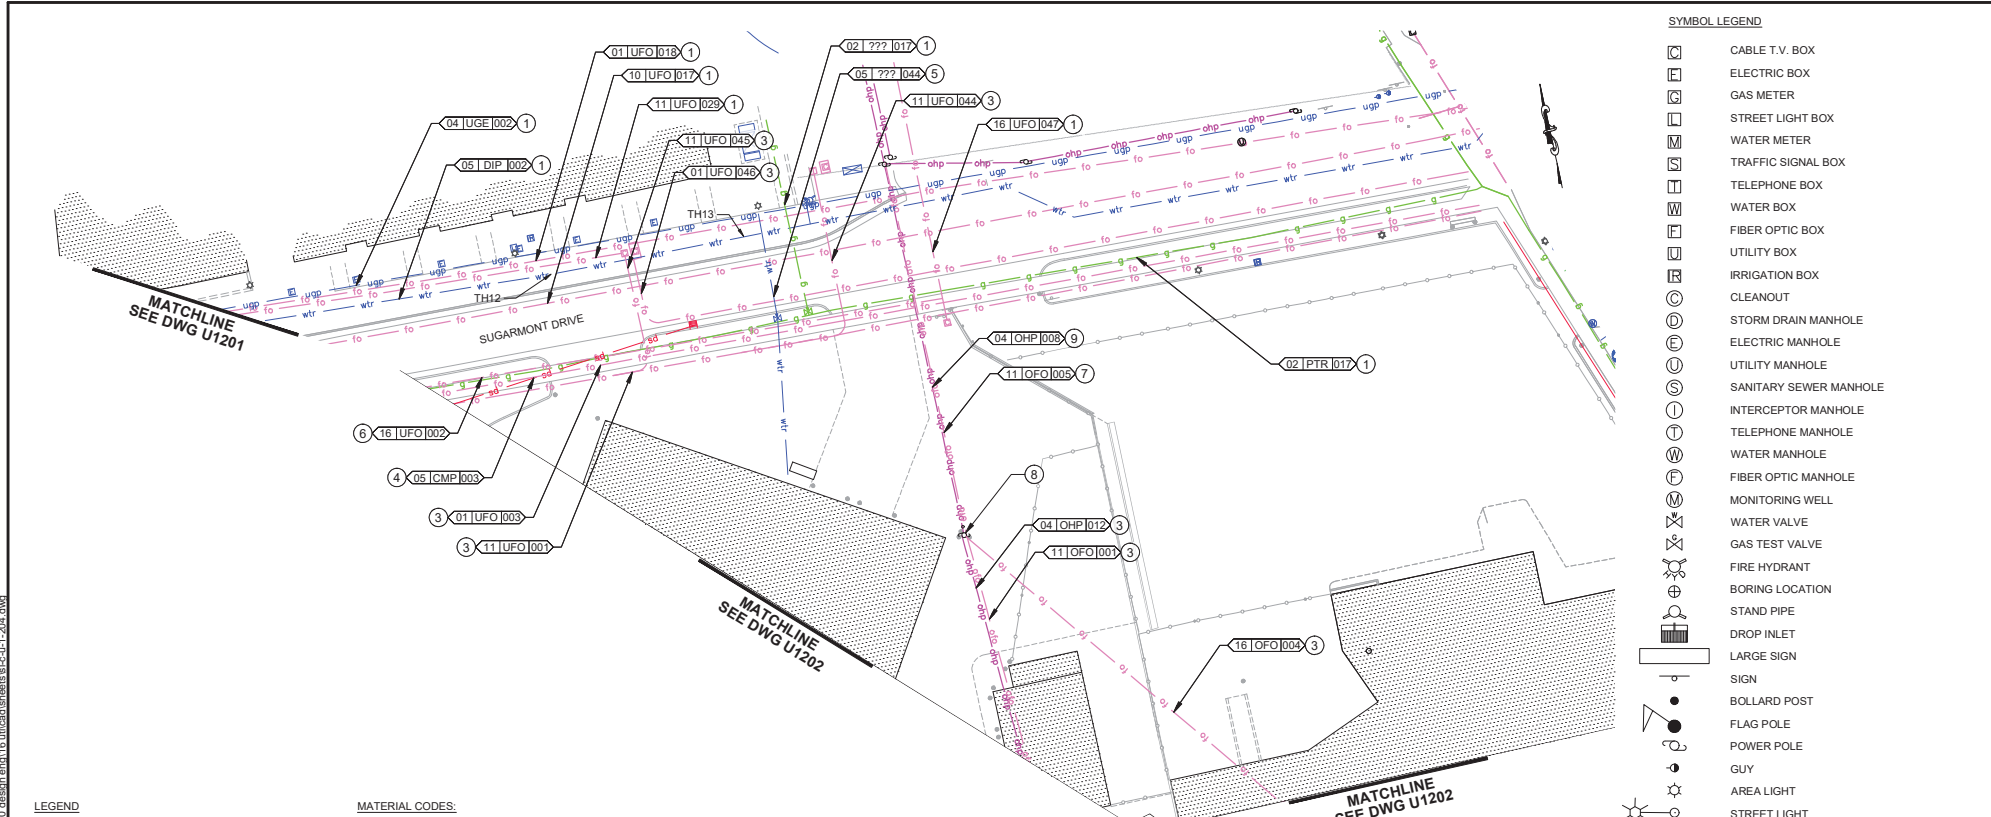 01 UFO 018 1
10 UFO 017 1
11 UFO 029 1
04 UGE 002 1
05 DIP 002 1
11 UFO 045 3
01 UFO 046 3
02 ??? 017 1
05 ??? 044 5
11 UFO 044 3
16 UFO 047 1
TH13
TH12
SUGARMONT DRIVE
MATCHLINE
SEE DWG U1201
6 16 UFO 002
4 05 CMP 003
3 01 UFO 003
3 11 UFO 001
04 OHP 008 9
11 OFO 005 7
02 PTR 017 1
8
04 OHP 012 3
11 OFO 001 3
16 OFO 004 3
MATCHLINE
SEE DWG U1202
MATCHLINE
SEE DWG U1202
ugp
wtr
fo
ohp
ofo
g
sd
LEGEND
MATERIAL CODES:
SYMBOL LEGEND
C CABLE T.V. BOX
E ELECTRIC BOX
G GAS METER
L STREET LIGHT BOX
M WATER METER
S TRAFFIC SIGNAL BOX
T TELEPHONE BOX
W WATER BOX
F FIBER OPTIC BOX
U UTILITY BOX
IR IRRIGATION BOX
C CLEANOUT
D STORM DRAIN MANHOLE
E ELECTRIC MANHOLE
U UTILITY MANHOLE
S SANITARY SEWER MANHOLE
I INTERCEPTOR MANHOLE
T TELEPHONE MANHOLE
W WATER MANHOLE
F FIBER OPTIC MANHOLE
M MONITORING WELL
W WATER VALVE
G GAS TEST VALVE
FIRE HYDRANT
BORING LOCATION
STAND PIPE
DROP INLET
LARGE SIGN
SIGN
BOLLARD POST
FLAG POLE
POWER POLE
GUY
AREA LIGHT
STREET LIGHT